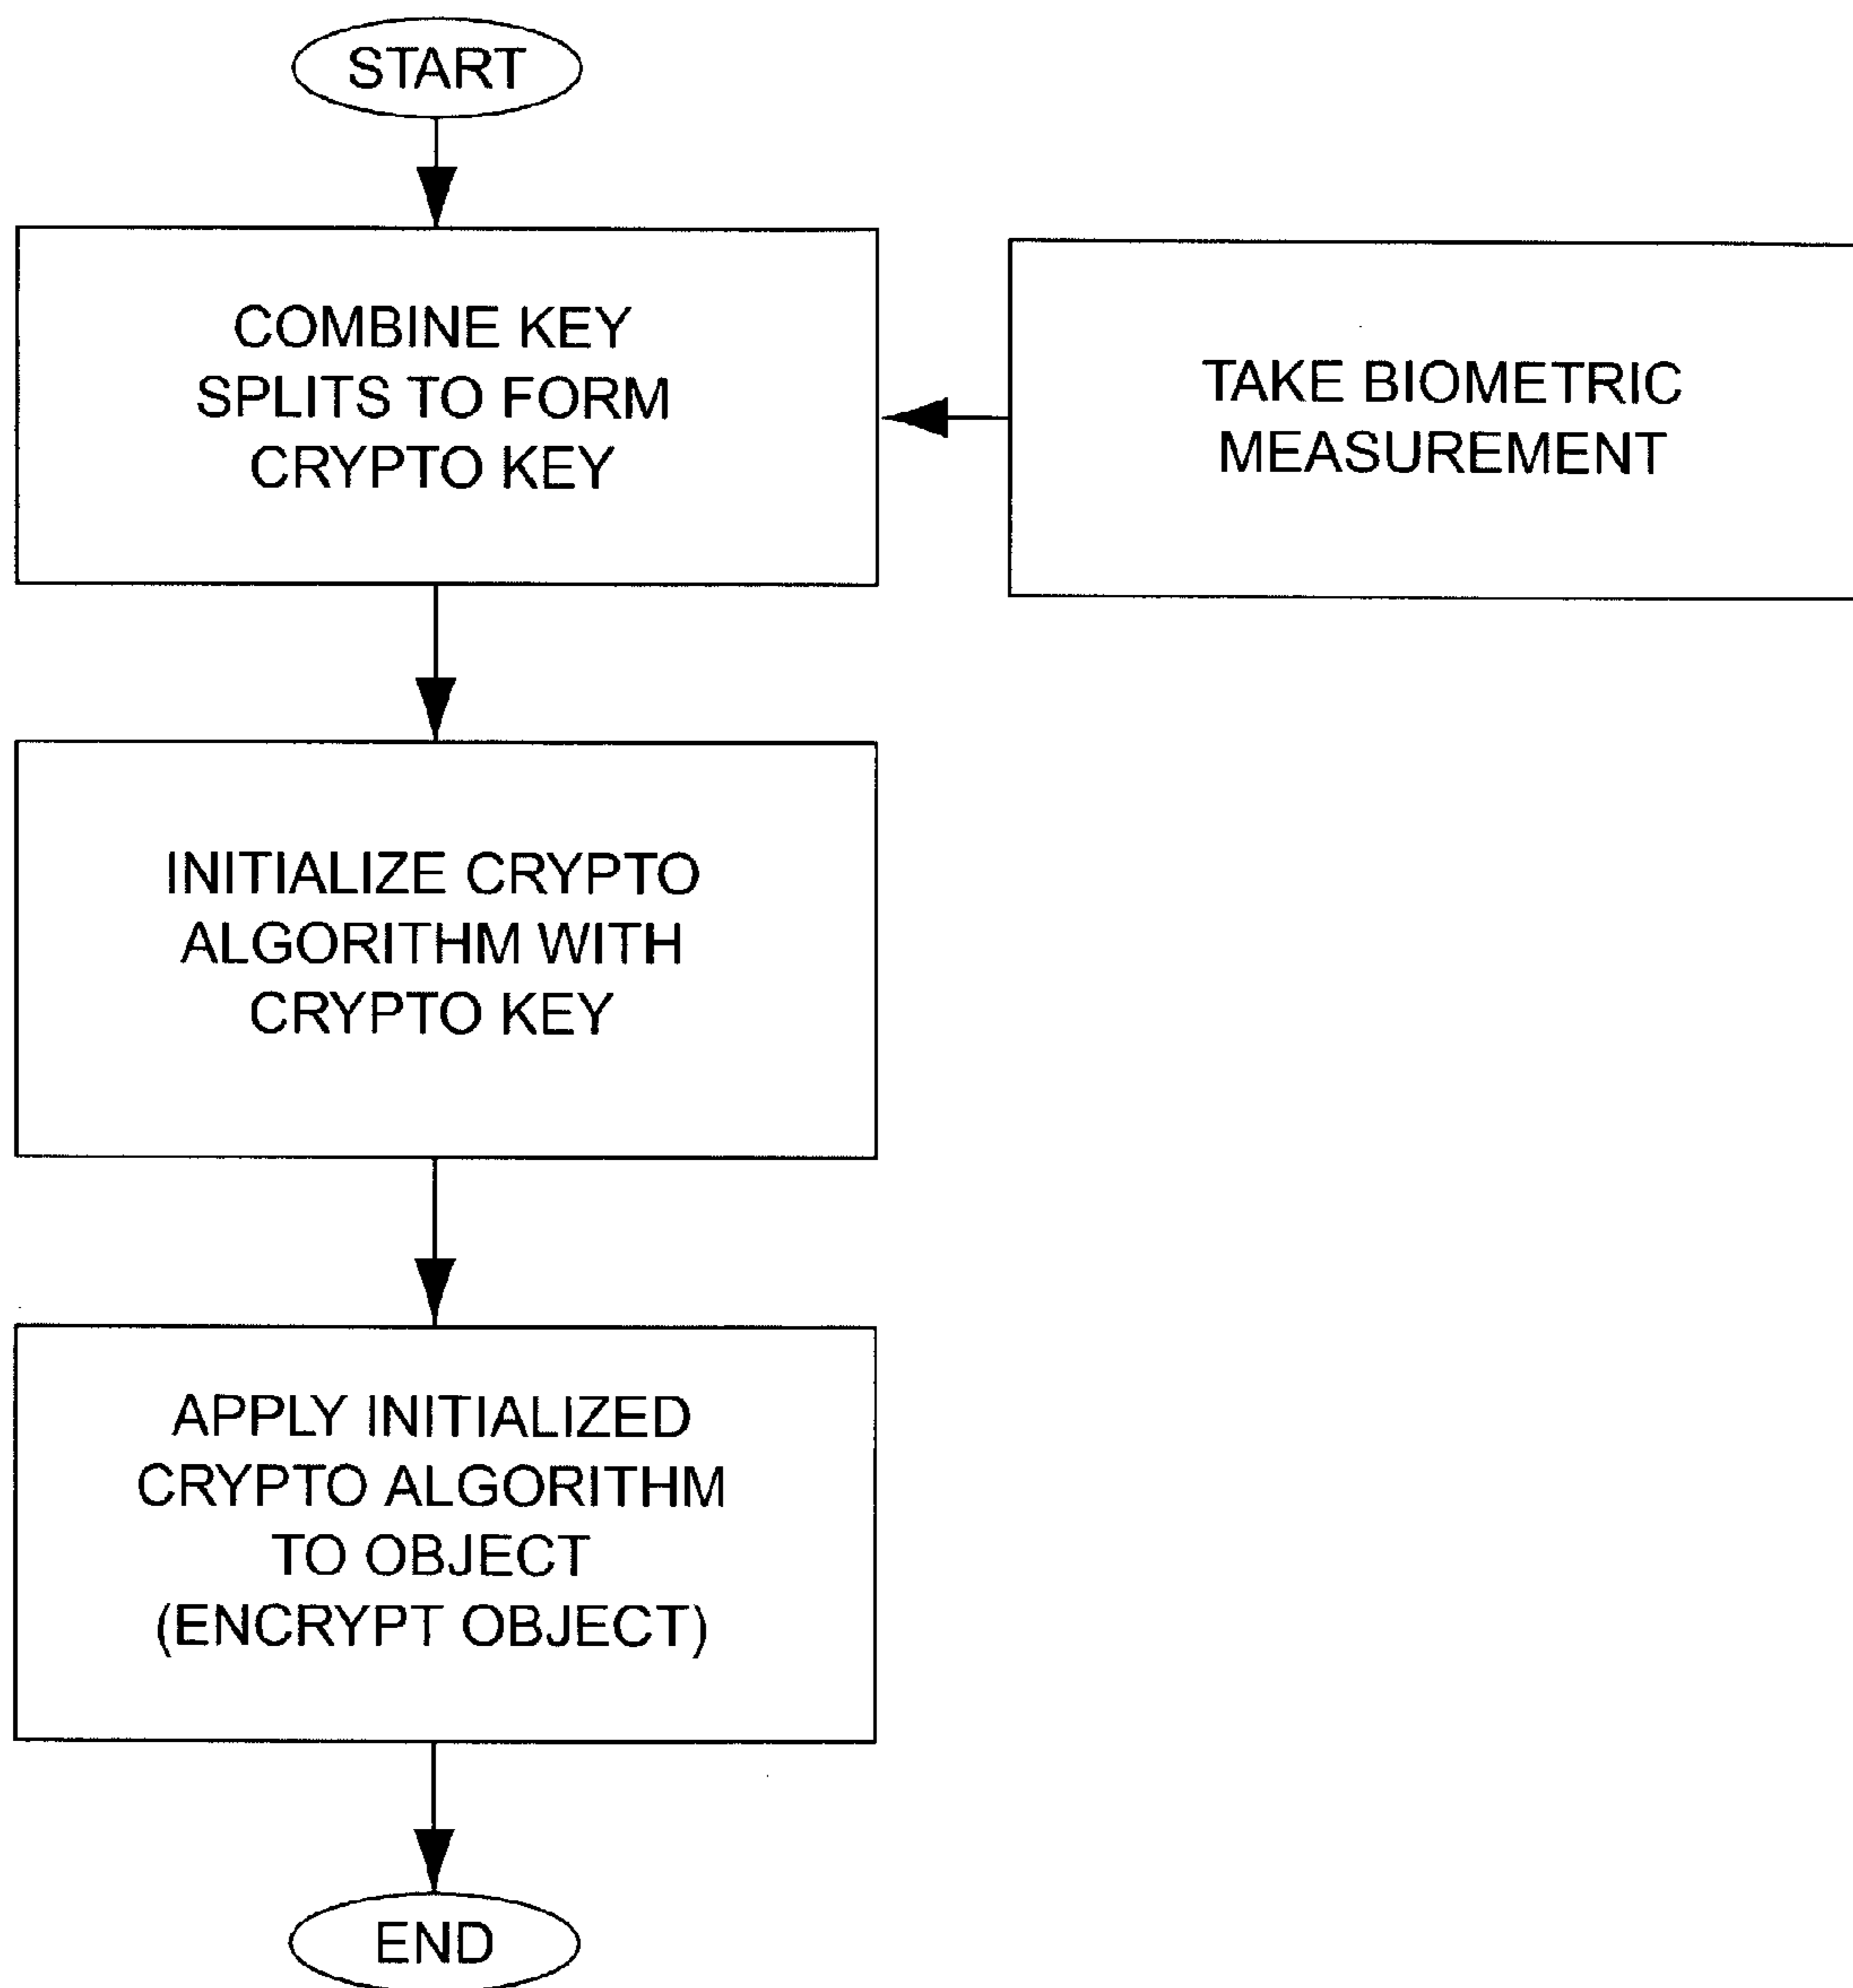 START
COMBINE KEY
SPLITS TO FORM
CRYPTO KEY
TAKE BIOMETRIC
MEASUREMENT
INITIALIZE CRYPTO
ALGORITHM WITH
CRYPTO KEY
APPLY INITIALIZED
CRYPTO ALGORITHM
TO OBJECT
(ENCRYPT OBJECT)
END